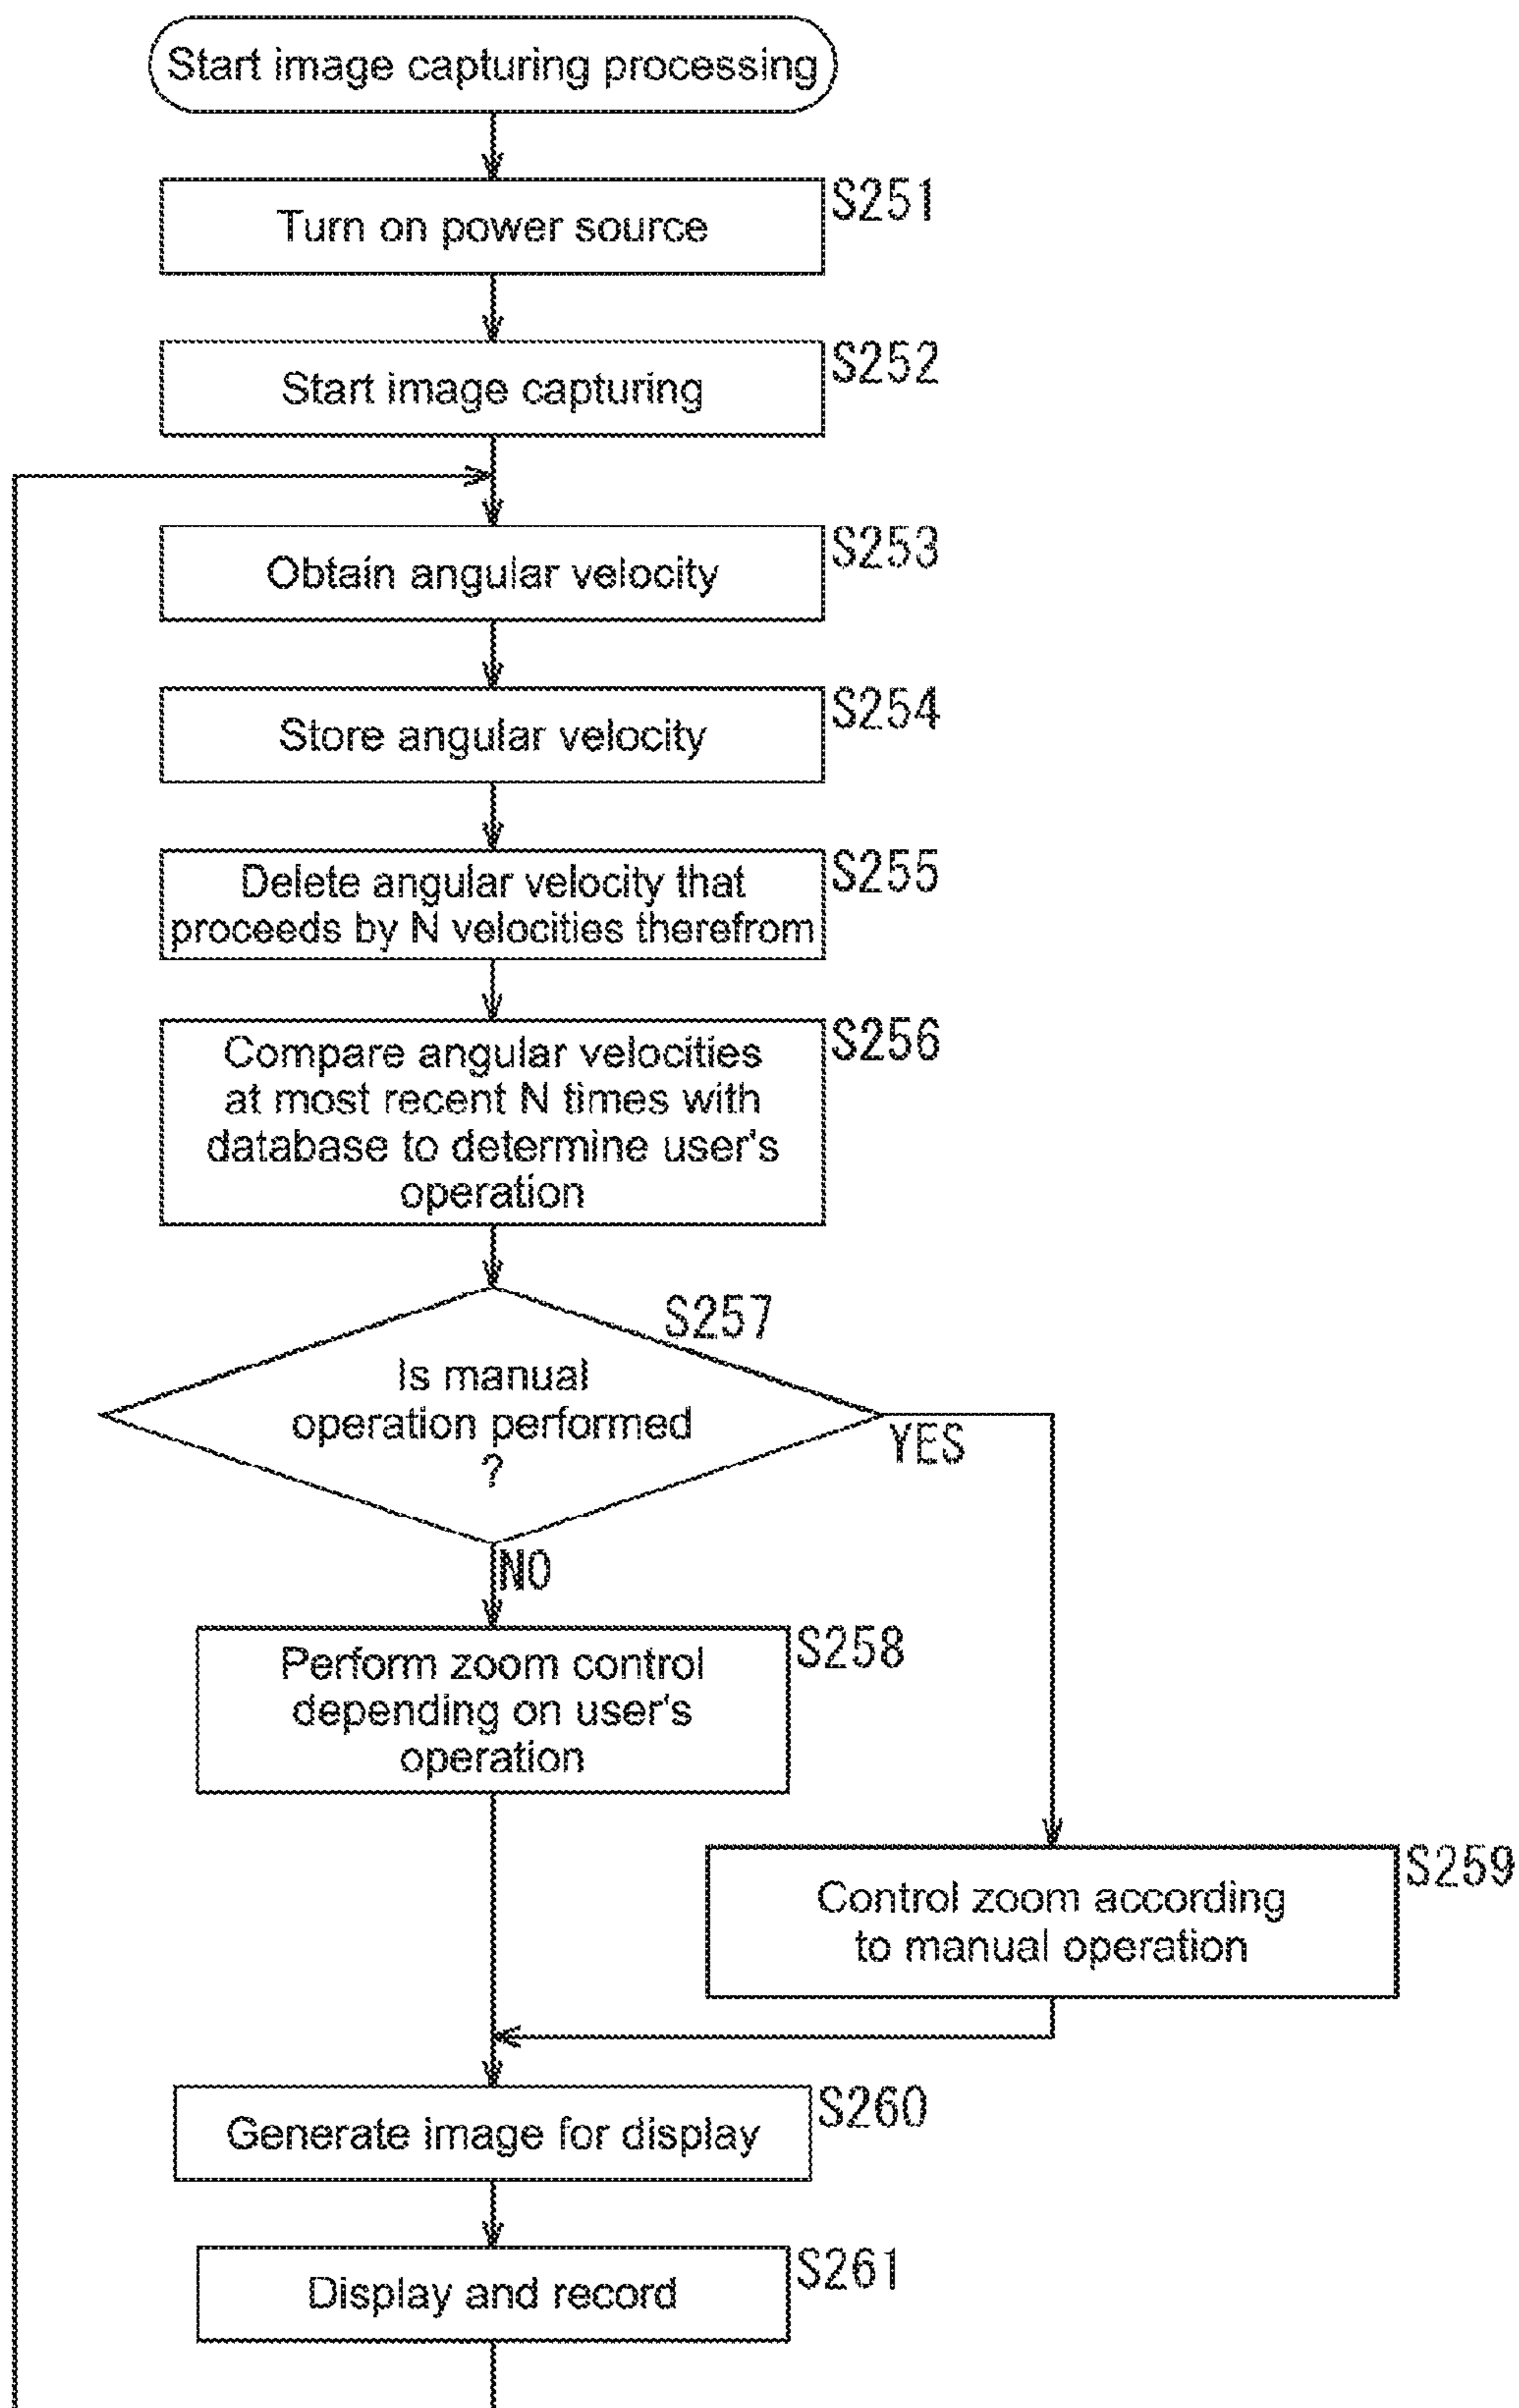 Start image capturing processing
S251
Turn on power source
S252
Start image capturing
S253
Obtain angular velocity
S254
Store angular velocity
S255
Delete angular velocity that
proceeds by N velocities therefrom
S256
Compare angular velocities
at most recent N times with
database to determine user's
operation
S257
Is manual
operation performed
?
YES
NO
S258
Perform zoom control
depending on user's
operation
S259
Control zoom according
to manual operation
S260
Generate image for display
S261
Display and record